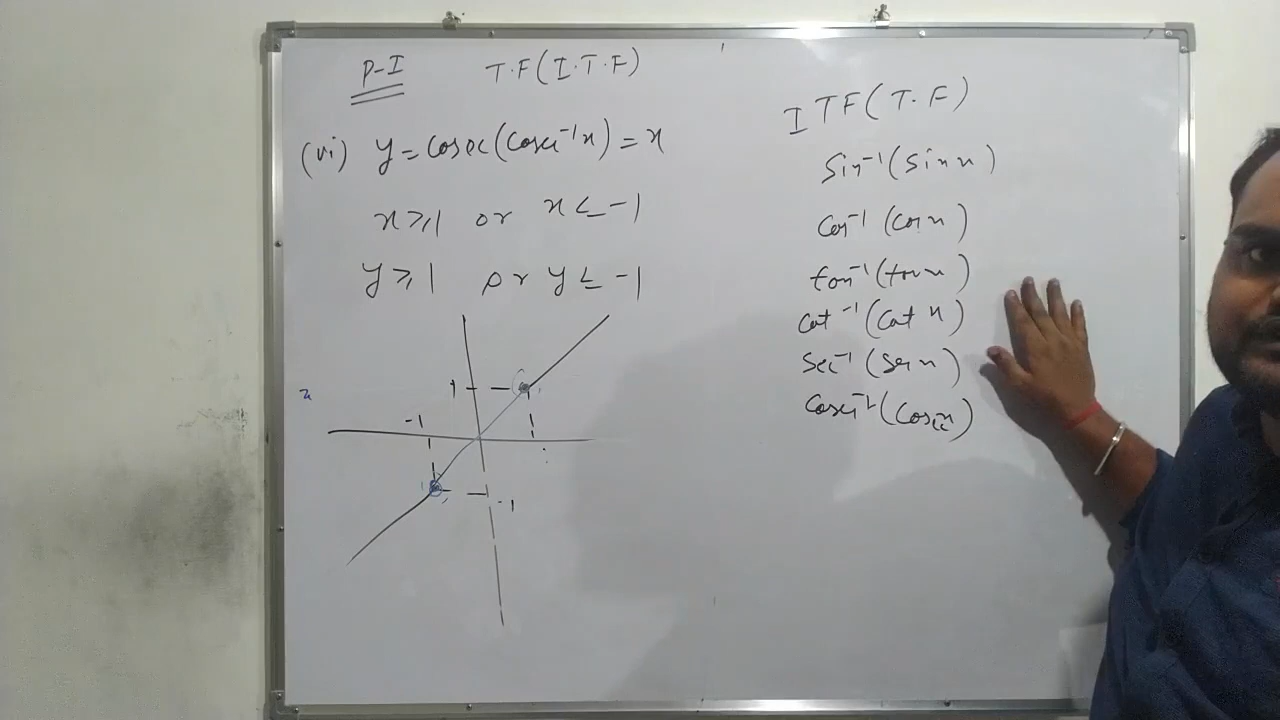 P-I T.F(I.T.F)
(vi) y = Cosec(Cosec⁻¹x) = x
x ≥ 1 or x ≤ -1
y ≥ 1 or y ≤ -1
1
-1
-1
I TF(T.F)
Sin⁻¹(Sin x)
Cos⁻¹(Cos x)
tan⁻¹(tan x)
Cot⁻¹(Cot x)
Sec⁻¹(Sec x)
Cosec⁻¹(Cosec x)